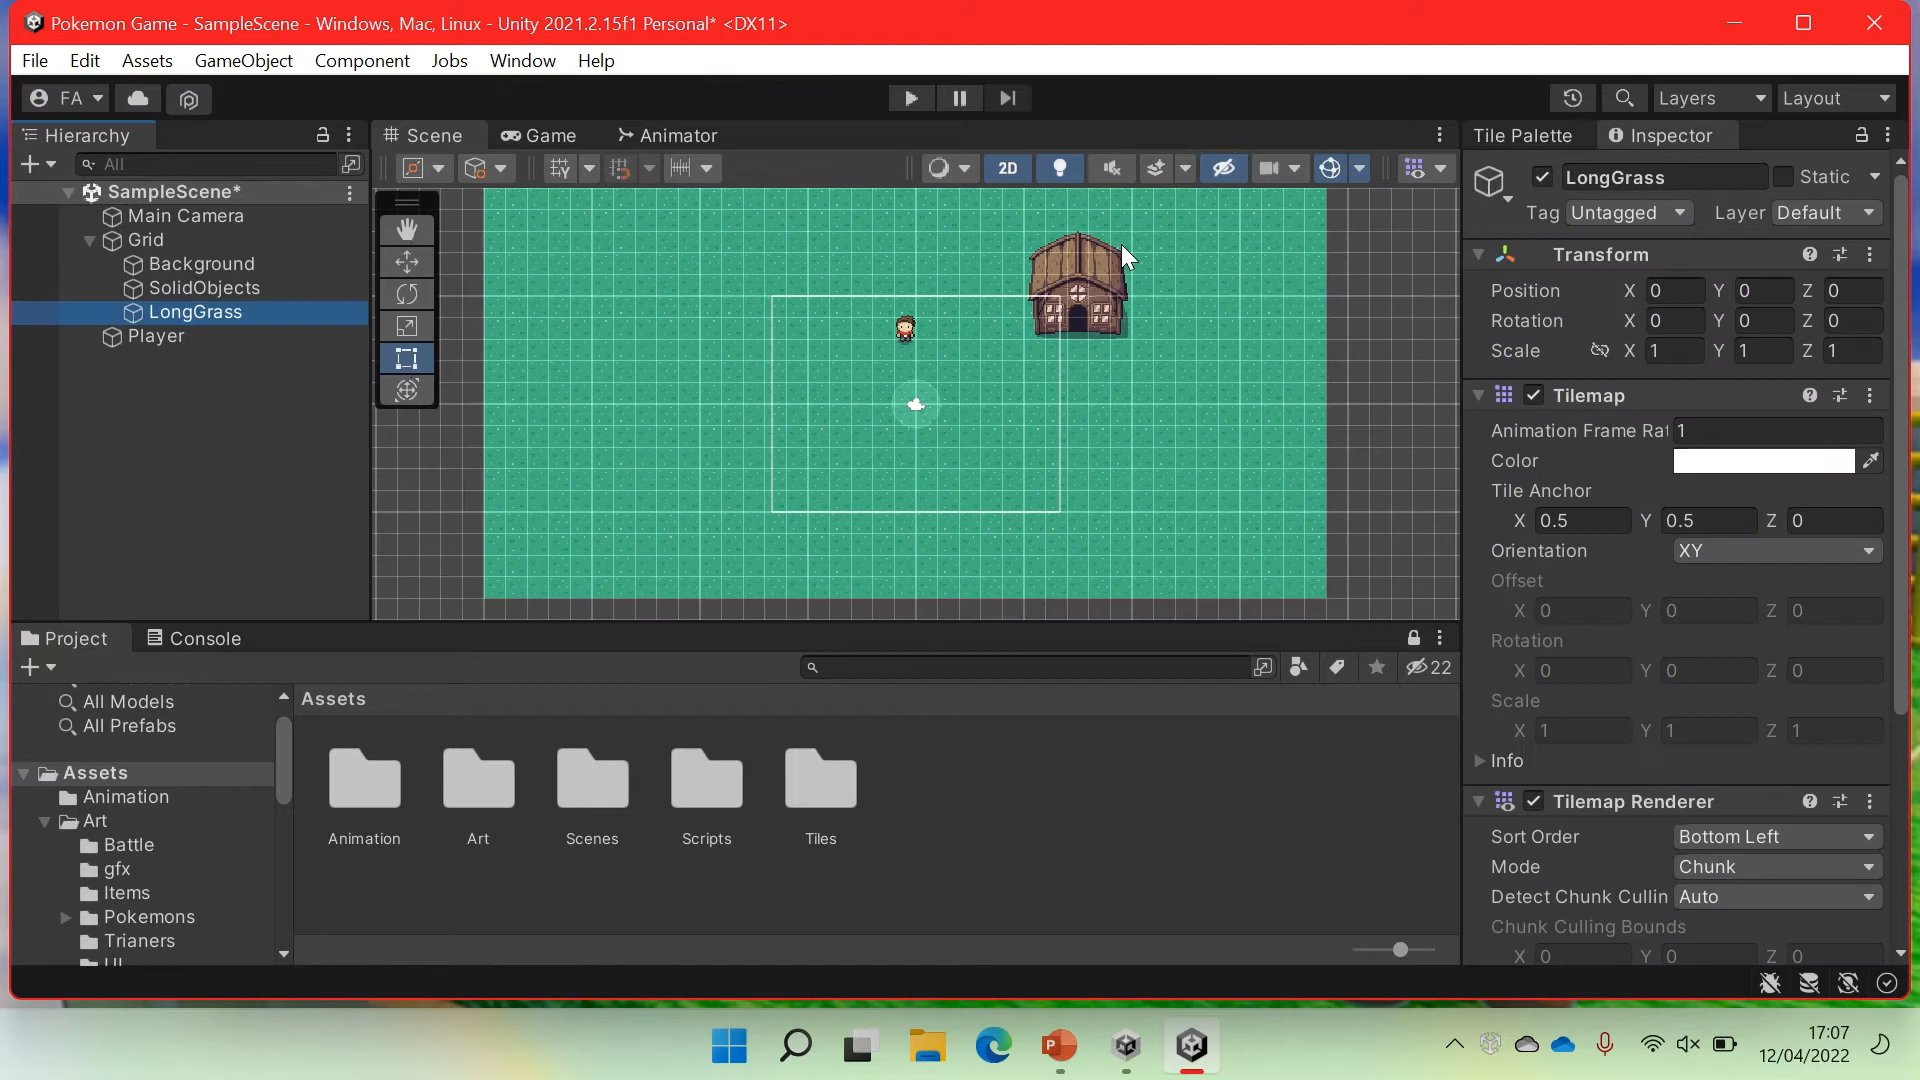 Pokemon Game - SampleScene - Windows, Mac, Linux - Unity 2021.2.15f1 Personal* <DX11>
File Edit Assets GameObject Component Jobs Window Help
FA
Layers Layout
Hierarchy
Scene Game Animator
Tile Palette Inspector
All
2D
SampleScene*
Main Camera
Grid
Background
SolidObjects
LongGrass
Player
LongGrass Static
Tag Untagged Layer Default
Transform
Position X 0 Y 0 Z 0
Rotation X 0 Y 0 Z 0
Scale X 1 Y 1 Z 1
Tilemap
Animation Frame Rat 1
Color
Tile Anchor
X 0.5 Y 0.5 Z 0
Orientation XY
Offset
X 0 Y 0 Z 0
Rotation
X 0 Y 0 Z 0
Scale
X 1 Y 1 Z 1
Info
Tilemap Renderer
Sort Order Bottom Left
Mode Chunk
Detect Chunk Cullin Auto
Chunk Culling Bounds
X 0 Y 0 Z 0
Project Console
22
All Models
All Prefabs
Assets
Animation
Art
Battle
gfx
Items
Pokemons
Trianers
UI
Assets
Animation Art Scenes Scripts Tiles
17:07
12/04/2022